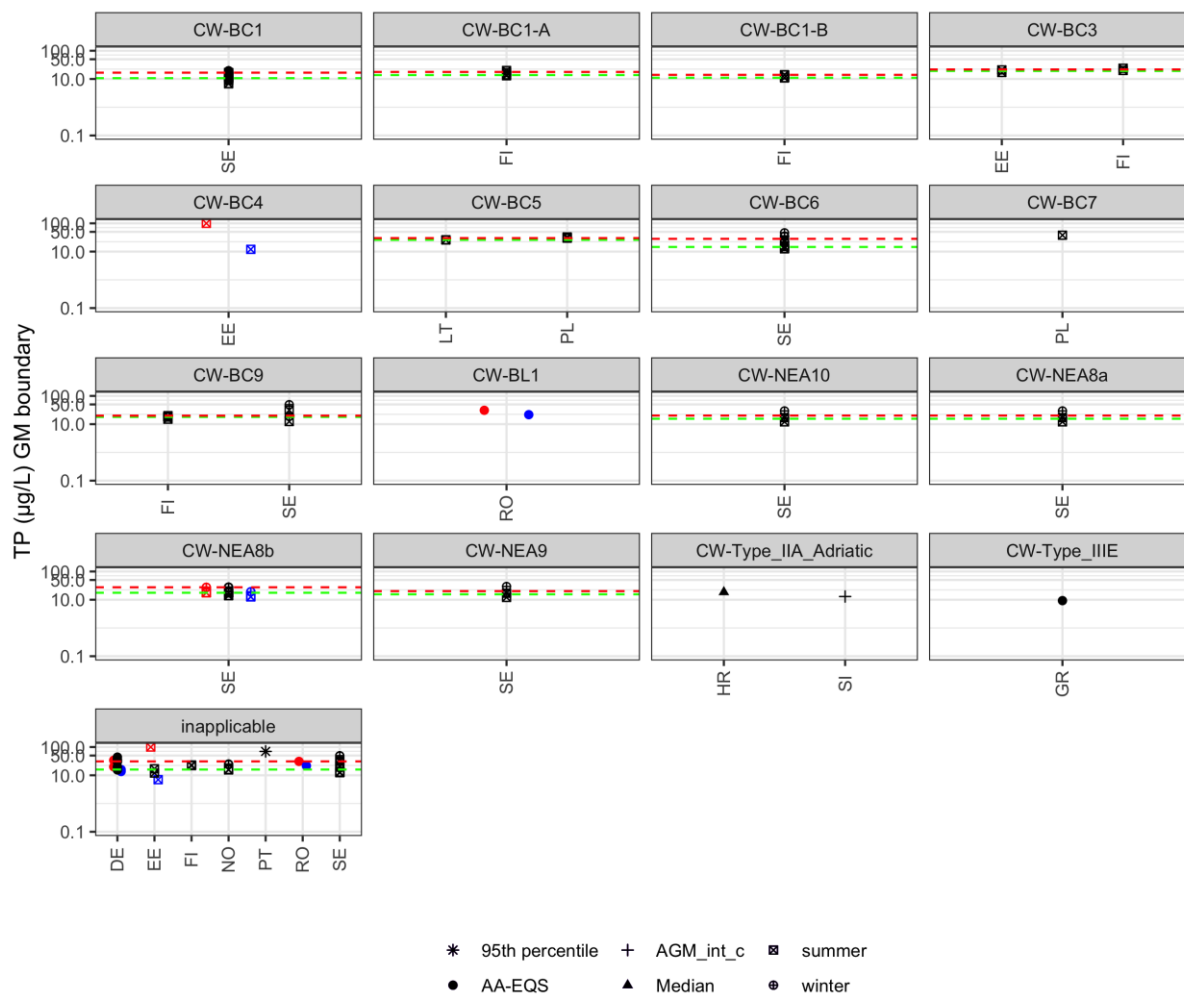 CW-BC1 CW-BC1-A CW-BC1-B CW-BC3
100.0
50.0
10.0
0.1
SE FI FI EE FI
CW-BC4 CW-BC5 CW-BC6 CW-BC7
100.0
50.0
10.0
0.1
EE LT PL SE PL
TP (µg/L) GM boundary
CW-BC9 CW-BL1 CW-NEA10 CW-NEA8a
100.0
50.0
10.0
0.1
FI SE RO SE SE
CW-NEA8b CW-NEA9 CW-Type_IIA_Adriatic CW-Type_IIIE
100.0
50.0
10.0
0.1
SE SE HR SI GR
inapplicable
100.0
50.0
10.0
0.1
DE EE FI NO PT RO SE
95th percentile AGM_int_c summer
AA-EQS Median winter